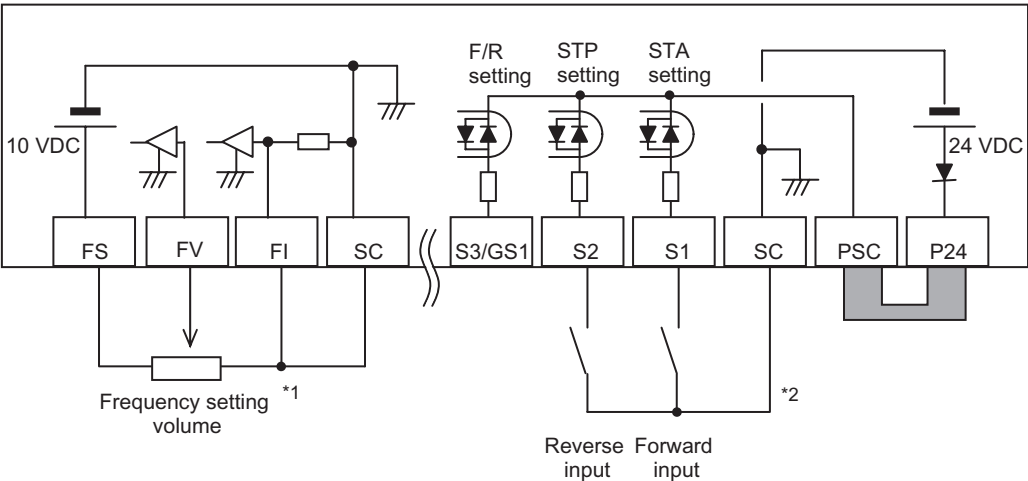 F/R
setting
STP
setting
STA
setting
10 VDC
24 VDC
FS
FV
FI
SC
S3/GS1
S2
S1
SC
PSC
P24
*1
*2
Frequency setting
volume
Reverse
input
Forward
input